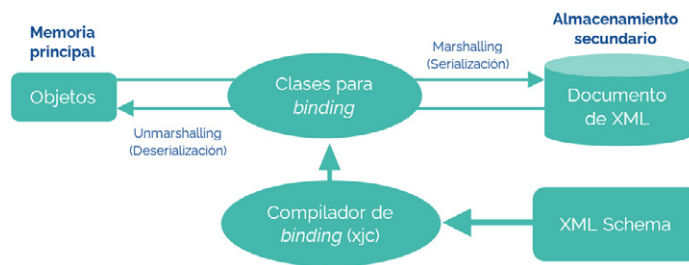 Memoria
principal
Almacenamiento
secundario
Marshalling
(Serialización)
Objetos
Clases para
binding
Documento
de XML
Unmarshalling
(Deserialización)
Compilador de
binding (xjc)
XML Schema